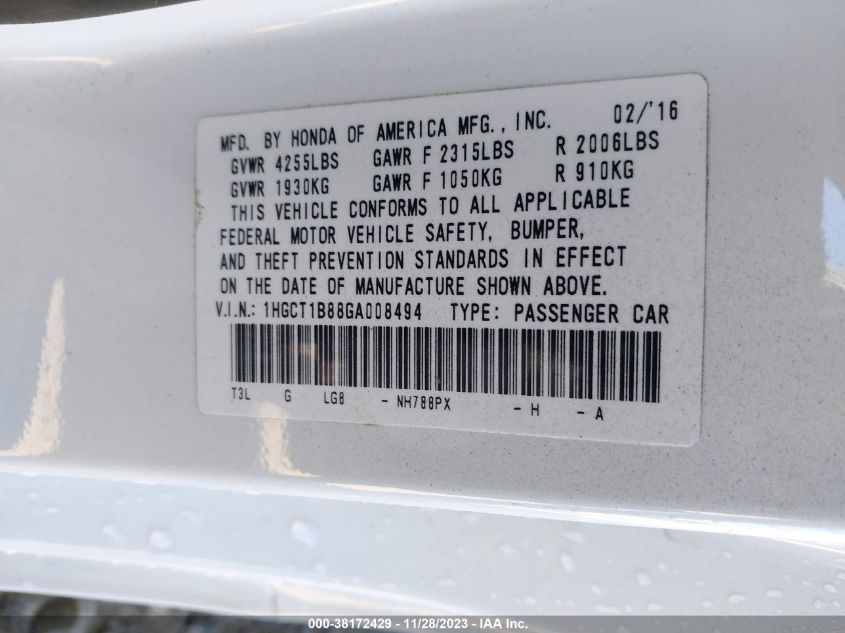 MFD. BY HONDA OF AMERICA MFG., INC. 02/'16
GVWR 4255LBS GAWR F 2315LBS R 2006LBS
GVWR 1930KG GAWR F 1050KG R 910KG
THIS VEHICLE CONFORMS TO ALL APPLICABLE
FEDERAL MOTOR VEHICLE SAFETY, BUMPER,
AND THEFT PREVENTION STANDARDS IN EFFECT
ON THE DATE OF MANUFACTURE SHOWN ABOVE.
V.I.N.: 1HGCT1B88GA008494 TYPE: PASSENGER CAR
T3L G LG8 - NH788PX - H - A
000-38172429 - 11/28/2023 - IAA Inc.